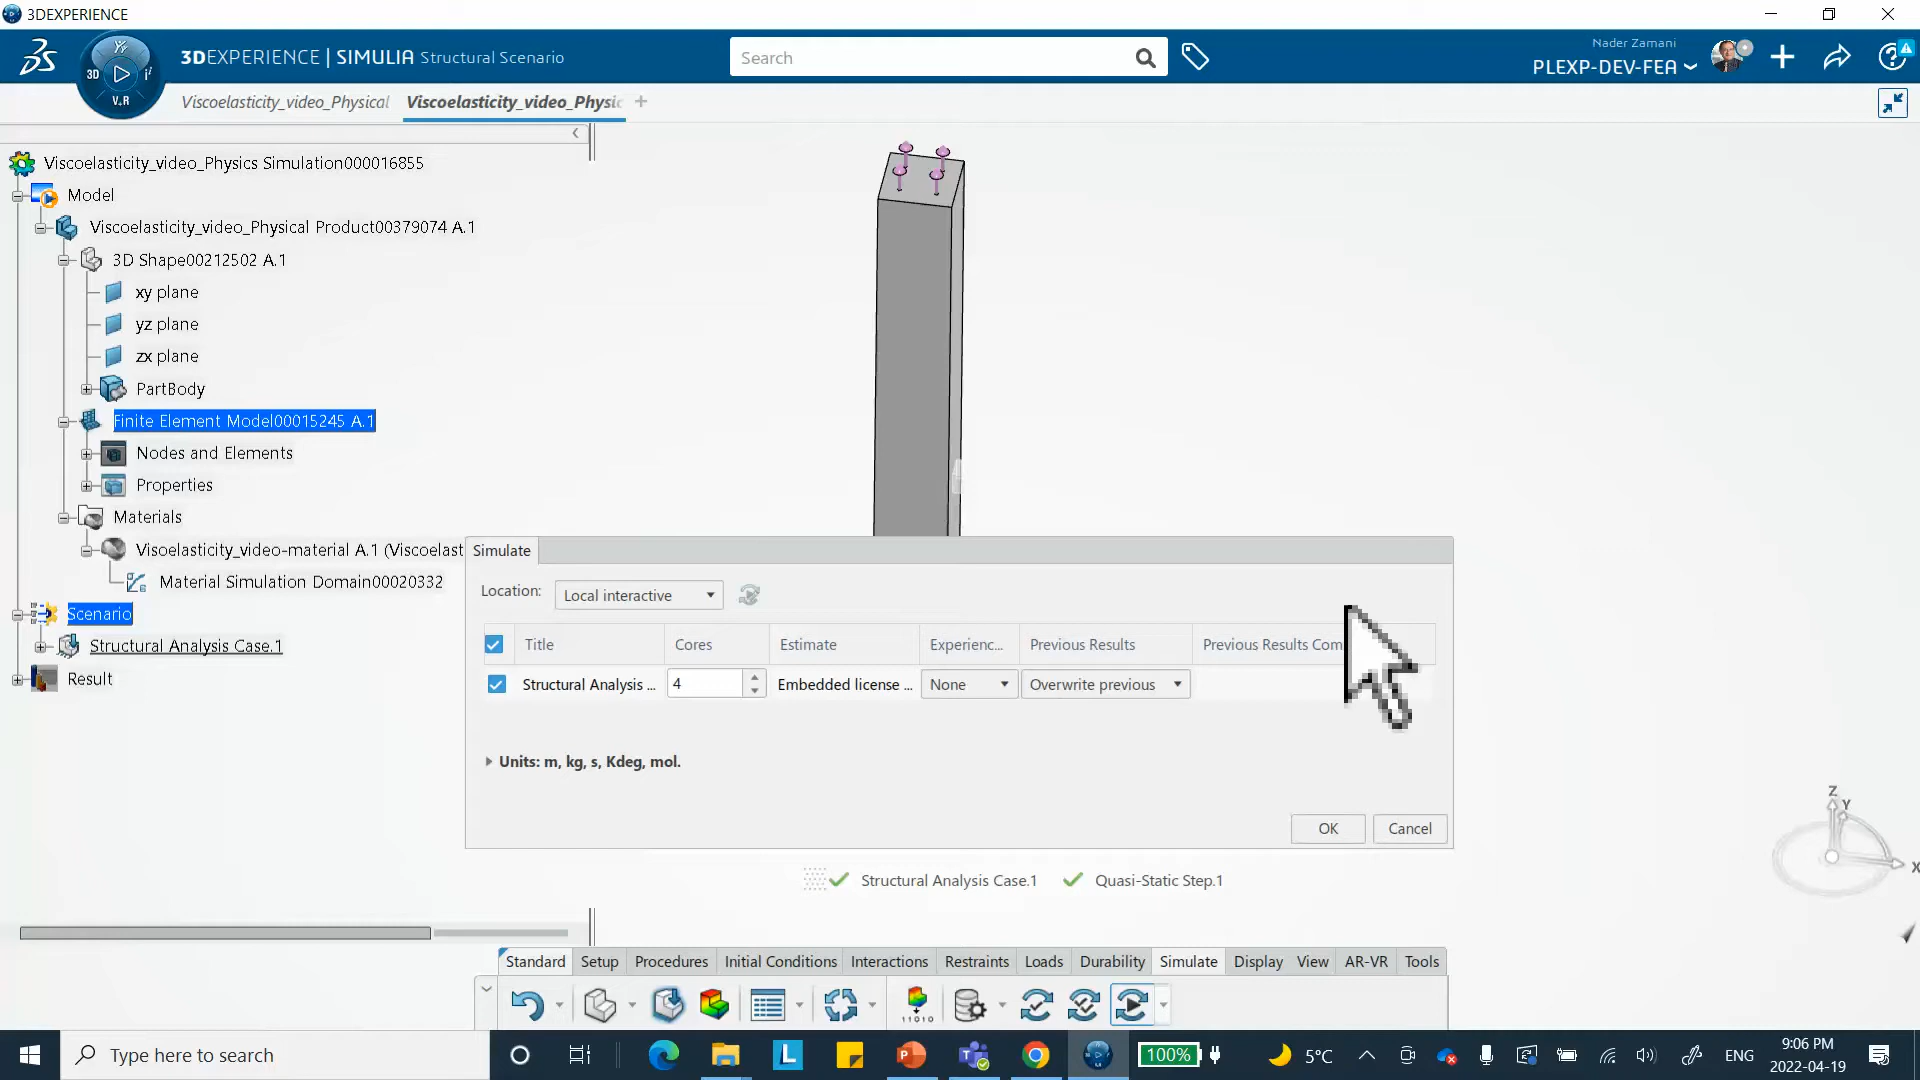 3DEXPERIENCE
3DEXPERIENCE | SIMULIA Structural Scenario
Search
Nader Zamani
PLEXP-DEV-FEA
3D
V.R
Viscoelasticity_video_Physical
Viscoelasticity_video_Physic
Viscoelasticity_video_Physics Simulation000016855
Model
Viscoelasticity_video_Physical Product00379074 A.1
3D Shape00212502 A.1
xy plane
yz plane
zx plane
PartBody
Finite Element Model00015245 A.1
Nodes and Elements
Properties
Materials
Visoelasticity_video-material A.1 (Viscoelast
Material Simulation Domain00020332
Scenario
Structural Analysis Case.1
Result
Simulate
Location: Local interactive
Title Cores Estimate Experienc... Previous Results Previous Results Com
Structural Analysis ... 4 Embedded license ... None Overwrite previous
Units: m, kg, s, Kdeg, mol.
OK Cancel
Structural Analysis Case.1 Quasi-Static Step.1
Z
Y
X
Standard Setup Procedures Initial Conditions Interactions Restraints Loads Durability Simulate Display View AR-VR Tools
11010
Type here to search
L
100%
5°C
ENG
9:06 PM
2022-04-19